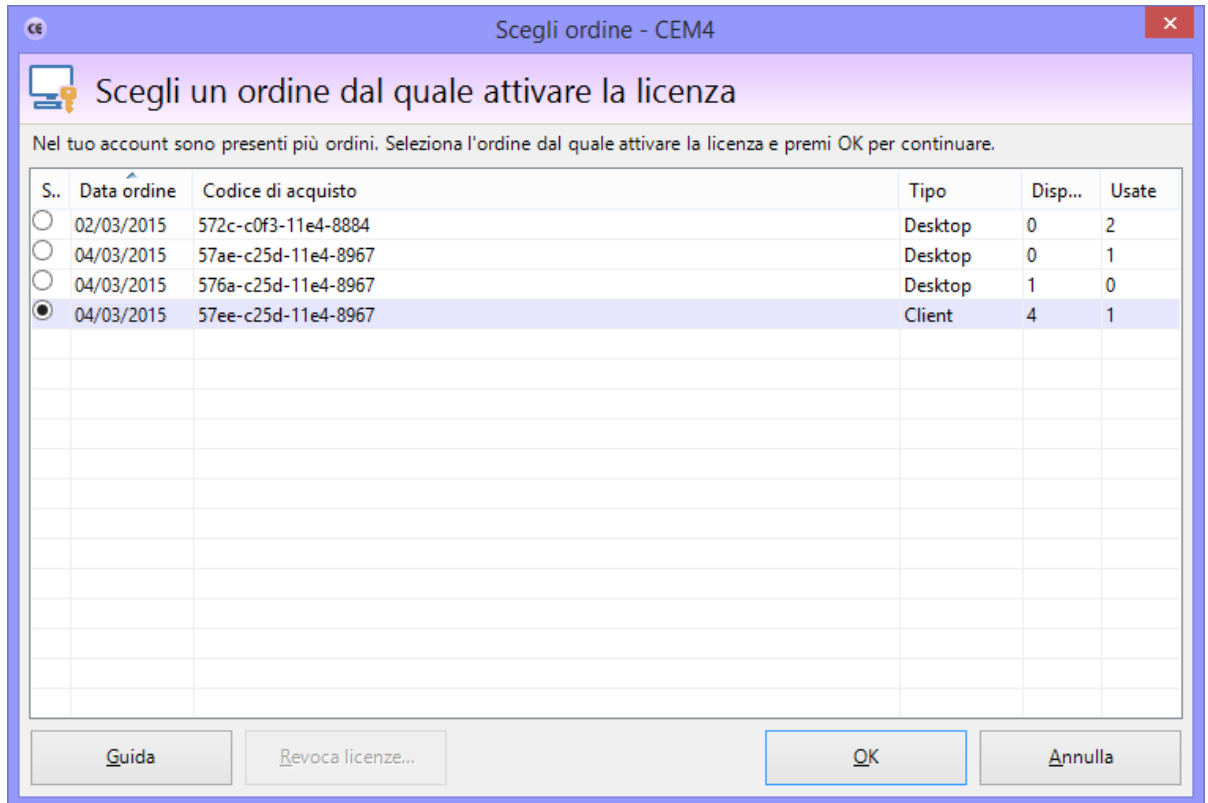 CE Scegli ordine - CEM4
Scegli un ordine dal quale attivare la licenza
Nel tuo account sono presenti più ordini. Seleziona l'ordine dal quale attivare la licenza e premi OK per continuare.
S.. Data ordine Codice di acquisto Tipo Disp... Usate
02/03/2015 572c-c0f3-11e4-8884 Desktop 0 2
04/03/2015 57ae-c25d-11e4-8967 Desktop 0 1
04/03/2015 576a-c25d-11e4-8967 Desktop 1 0
04/03/2015 57ee-c25d-11e4-8967 Client 4 1
Guida Revoca licenze... OK Annulla